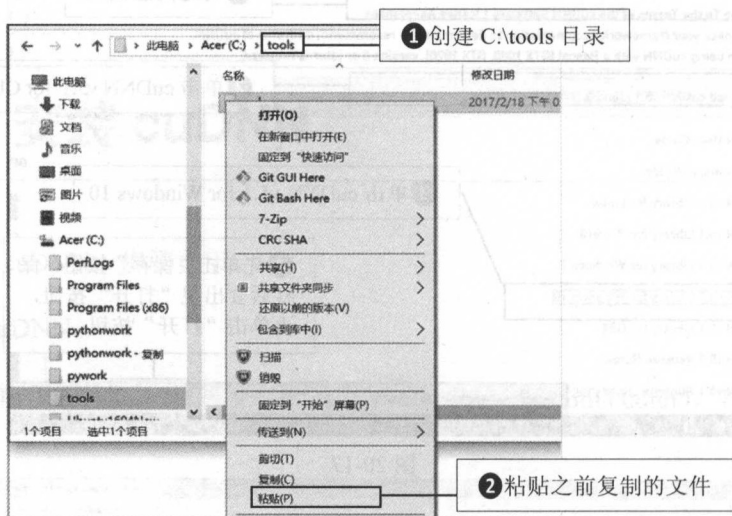 ❶创建 C:\tools 目录
此电脑 > Acer (C:) > tools
名称
修改日期
2017/2/18 下午 0
此电脑
下载
文档
音乐
桌面
图片
视频
Acer (C:)
PerfLogs
Program Files
Program Files (x86)
pythonwork - 复制
pywork
tools
1个项目 选中1个项目
打开(O)
在新窗口中打开(E)
固定到“快速访问”
Git GUI Here
Git Bash Here
7-Zip
CRC SHA
共享(H)
共享文件夹同步
还原以前的版本(V)
包含到库中(I)
扫描
销毁
固定到“开始”屏幕(P)
传送到(N)
剪切(T)
复制(C)
粘贴(P)
❷粘贴之前复制的文件